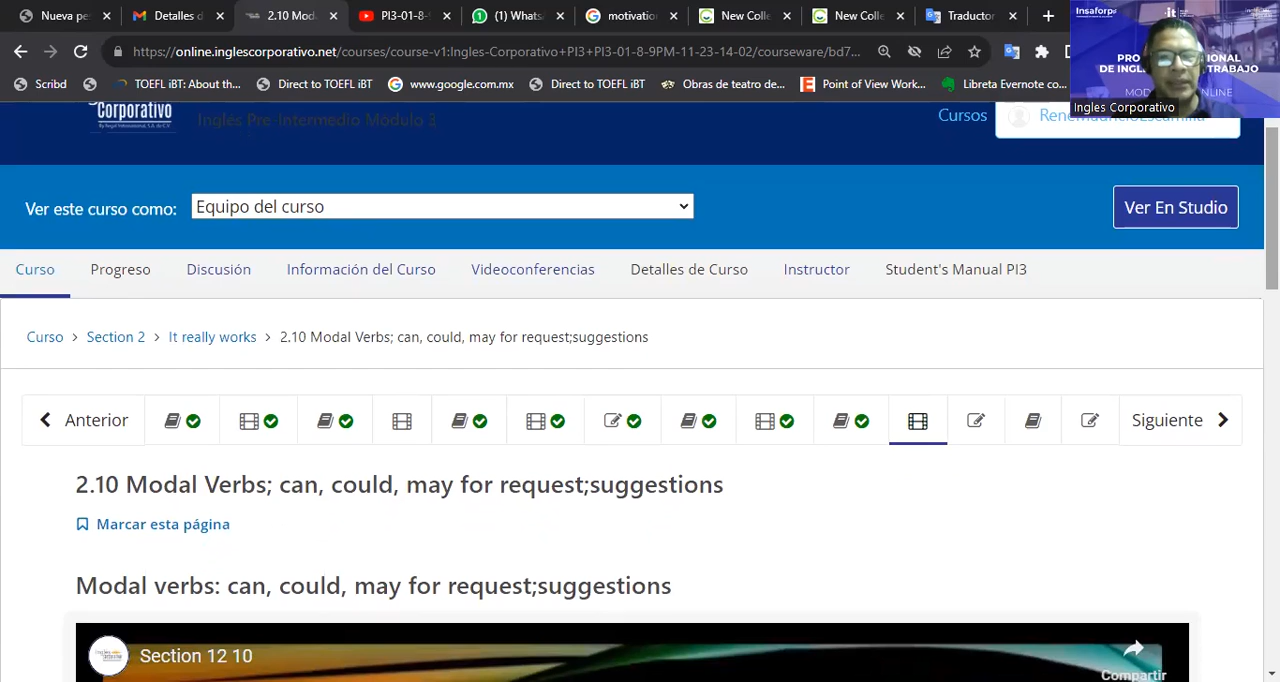 Nueva pe
Detalles d
2.10 Mod
PI3-01-8-9
(1) Whats
motivation
New Colle
New Colle
Traductor
https://online.inglescorporativo.net/courses/course-v1:Ingles-Corporativo+PI3+PI3-01-8-9PM-11-23-14-02/courseware/bd7...
Scribd
TOEFL iBT: About th...
Direct to TOEFL iBT
www.google.com.mx
Direct to TOEFL iBT
Obras de teatro de...
Point of View Work...
Libreta Evernote co...
Insaforp
.it
Ingles Corporativo
Corporativo
Inglés Pre-Intermedio Módulo 3
Cursos
Ver este curso como:
Equipo del curso
Ver En Studio
Curso
Progreso
Discusión
Información del Curso
Videoconferencias
Detalles de Curso
Instructor
Student's Manual PI3
Curso > Section 2 > It really works > 2.10 Modal Verbs; can, could, may for request;suggestions
Anterior
Siguiente
2.10 Modal Verbs; can, could, may for request;suggestions
Marcar esta página
Modal verbs: can, could, may for request;suggestions
Section 12 10
Compartir